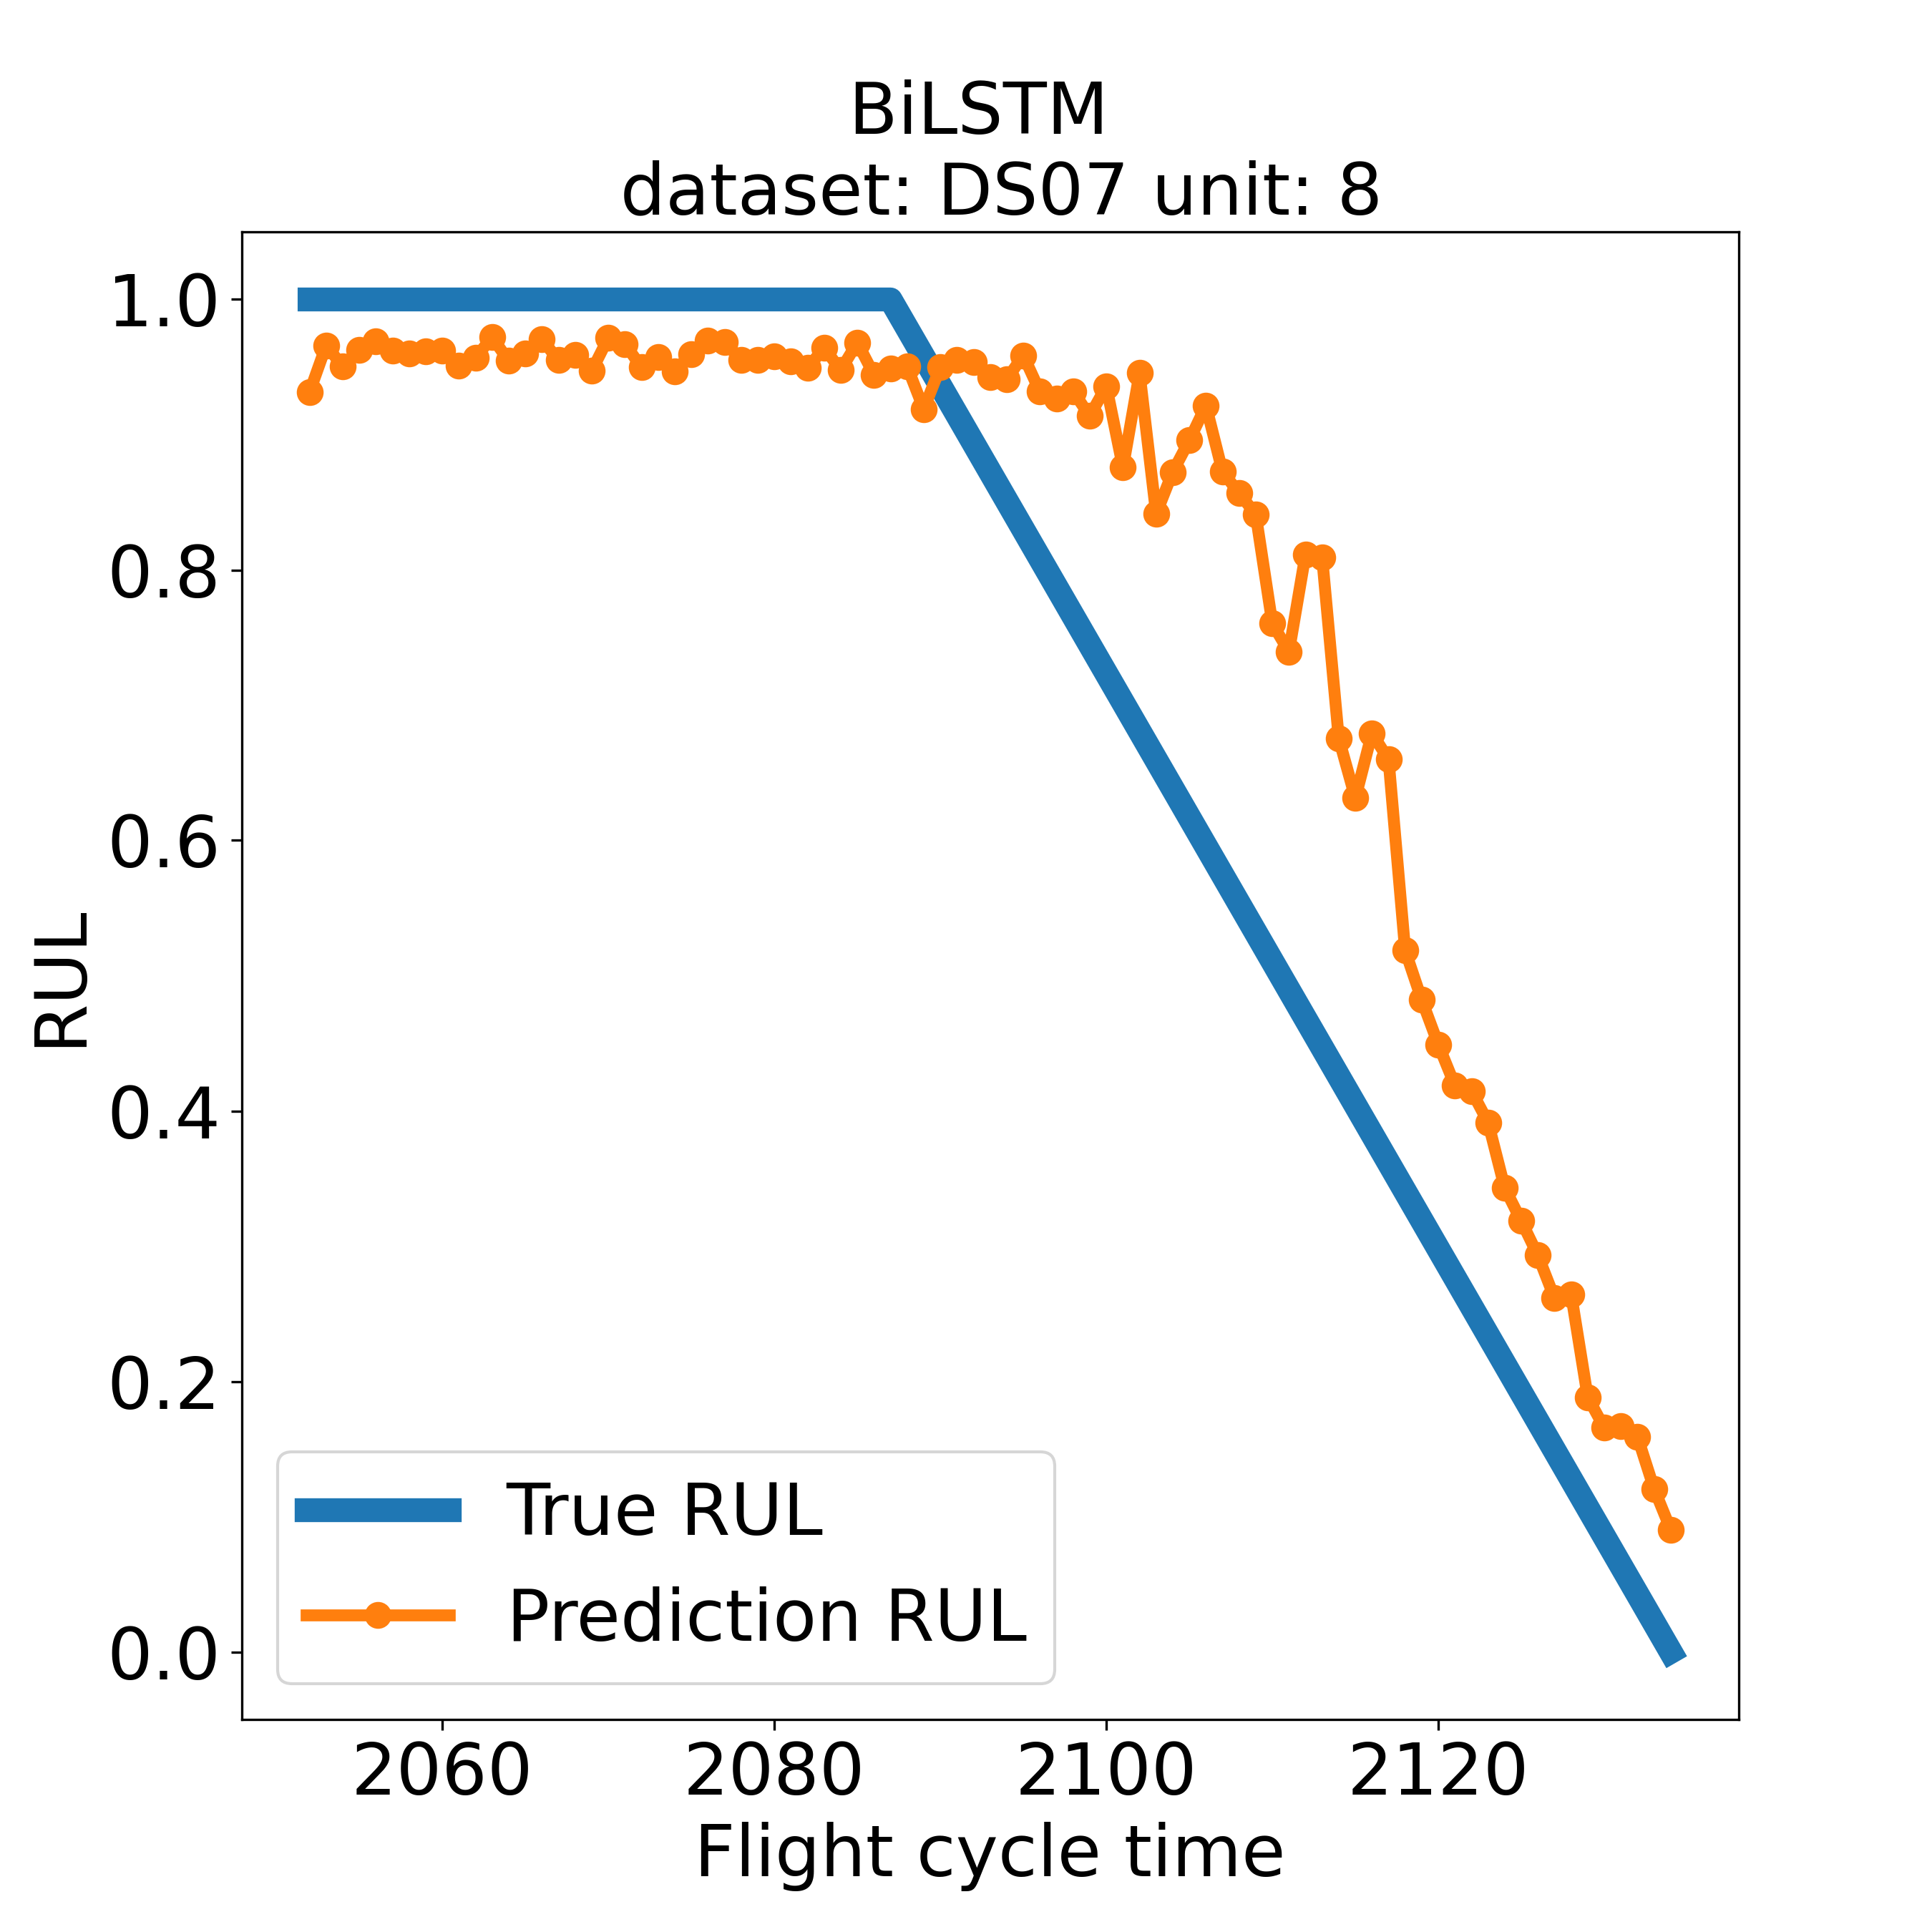 BiLSTM
dataset: DS07 unit: 8
1.0
0.8
0.6
0.4
0.2
0.0
RUL
True RUL
Prediction RUL
2060 2080 2100 2120
Flight cycle time